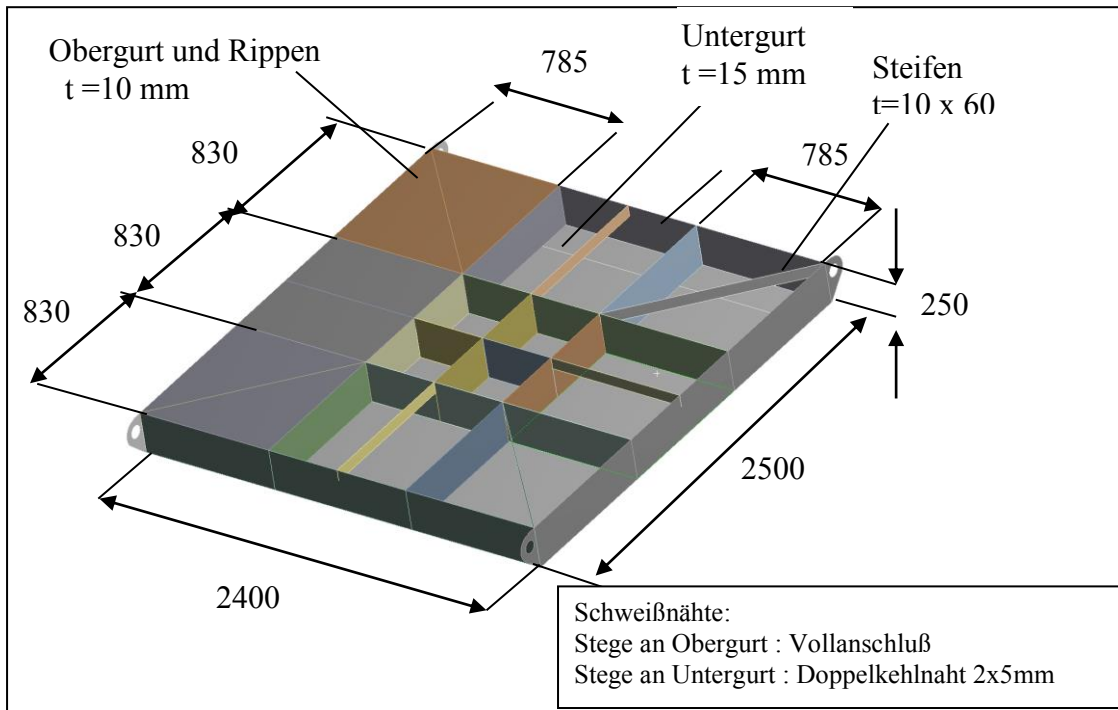 Obergurt und Rippen
t =10 mm
785
Untergurt
t =15 mm
Steifen
t=10 x 60
830
785
830
830
250
2500
2400
Schweißnähte:
Stege an Obergurt : Vollanschluß
Stege an Untergurt : Doppelkehlnaht 2x5mm